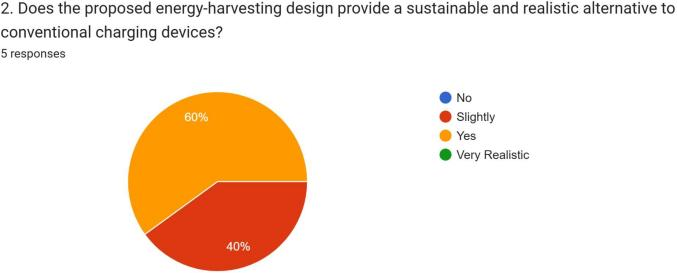 2. Does the proposed energy-harvesting design provide a sustainable and realistic alternative to
conventional charging devices?
5 responses
60%
40%
No
Slightly
Yes
Very Realistic